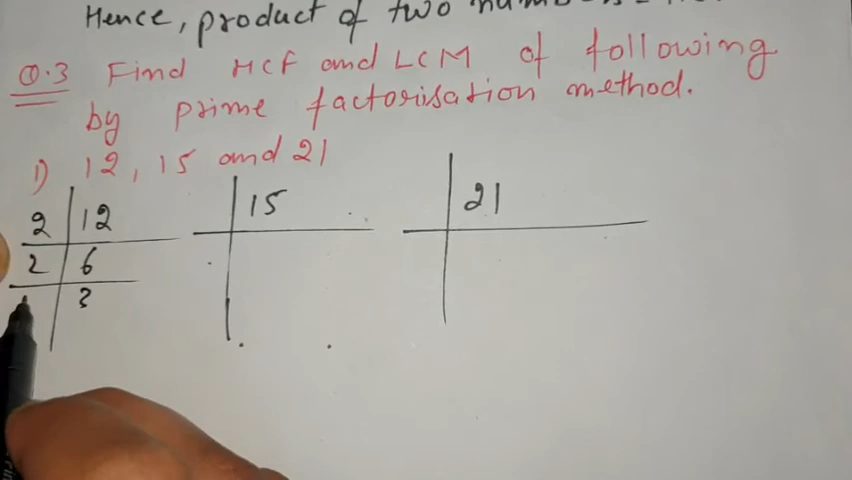 Hence, product of two
Q.3 Find HCF and LCM of following
by prime factorisation method.
1) 12, 15 and 21
2 12 15 21
2 6
3